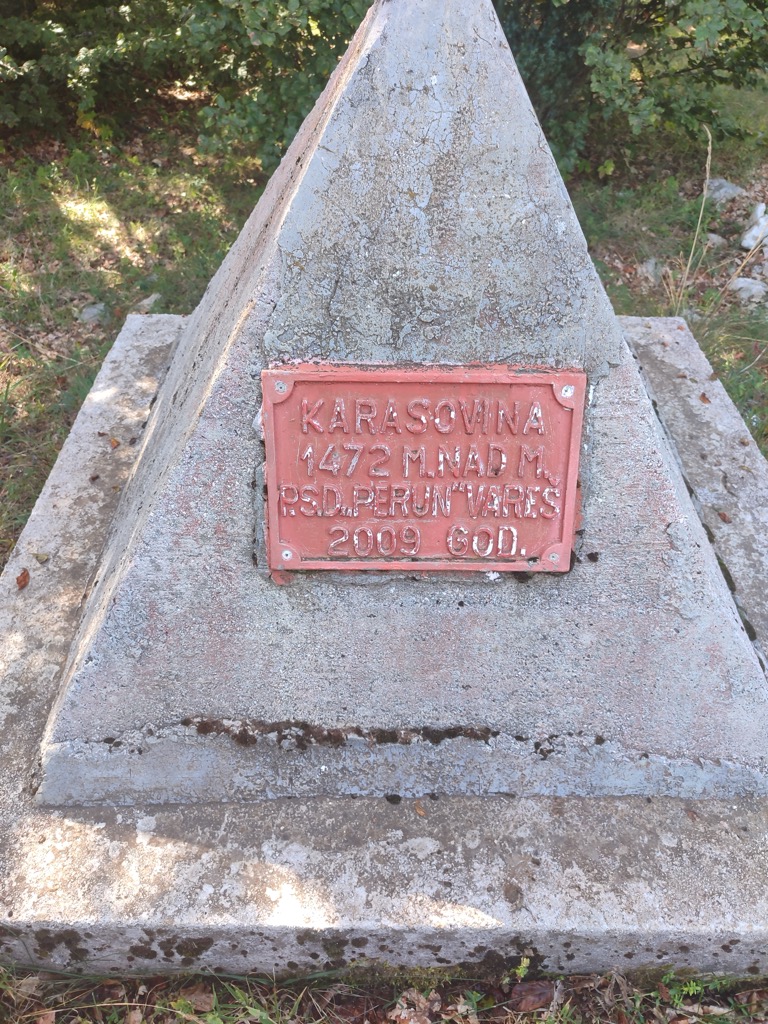 KARASOVINA
1472 M.NAD M.
P.S.D.„PERUN“VAREŠ
2009 GOD.